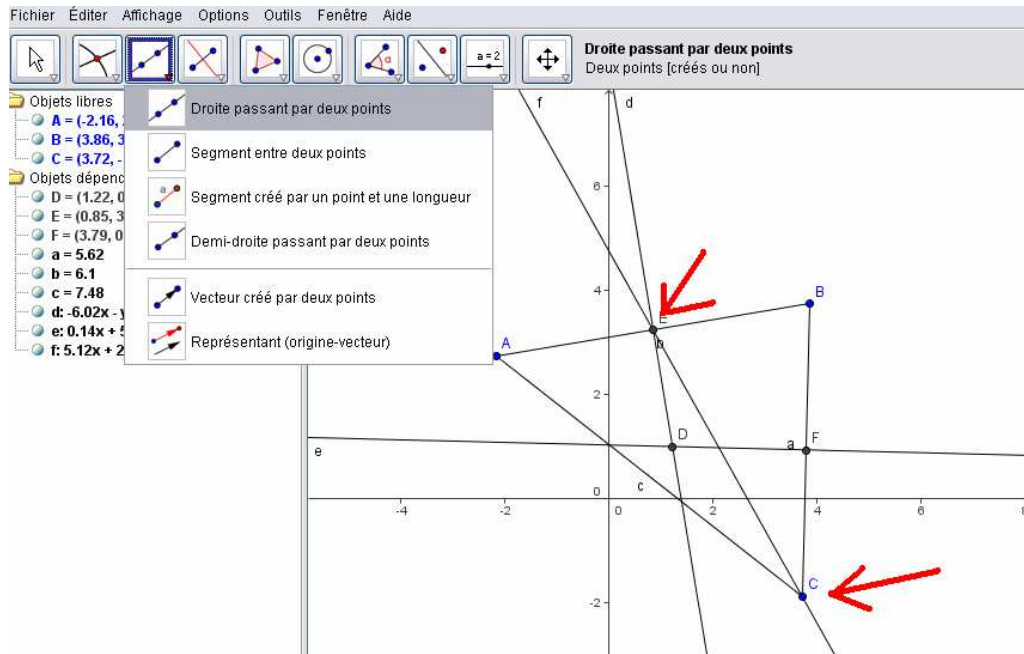 Fichier Éditer Affichage Options Outils Fenêtre Aide
a = 2
Droite passant par deux points
Deux points [créés ou non]
Objets libres
A = (-2.16,
B = (3.86, 3
C = (3.72, -
Objets dépend
D = (1.22, 0
E = (0.85, 3
F = (3.79, 0
a = 5.62
b = 6.1
c = 7.48
d: -6.02x - y
e: 0.14x + 5
f: 5.12x + 2
Droite passant par deux points
Segment entre deux points
a
Segment créé par un point et une longueur
Demi-droite passant par deux points
Vecteur créé par deux points
Représentant (origine-vecteur)
f d
6
4
B
E
b
A
2
D
a F
e
c
0
-4 -2 0 2 4 6 8
C
-2